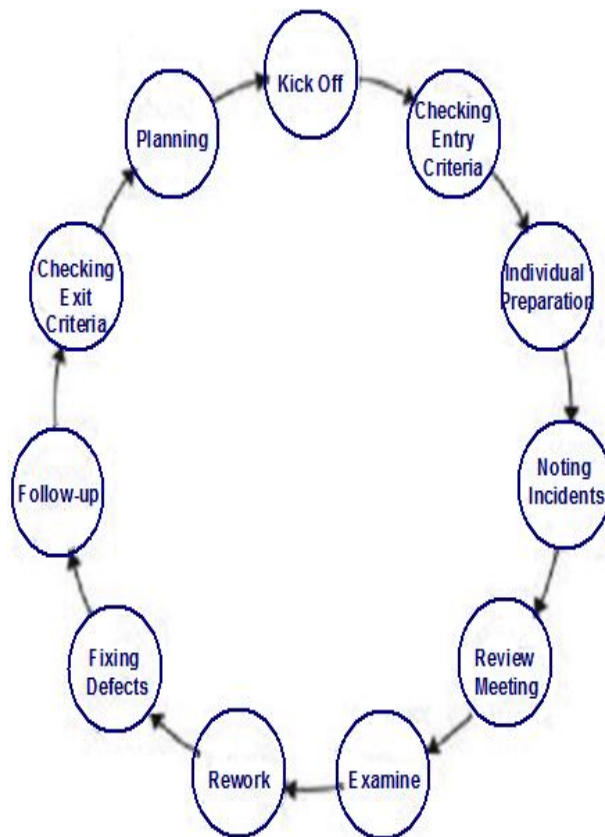 Kick Off
Checking
Entry
Criteria
Individual
Preparation
Noting
Incidents
Review
Meeting
Examine
Rework
Fixing
Defects
Follow-up
Checking
Exit
Criteria
Planning